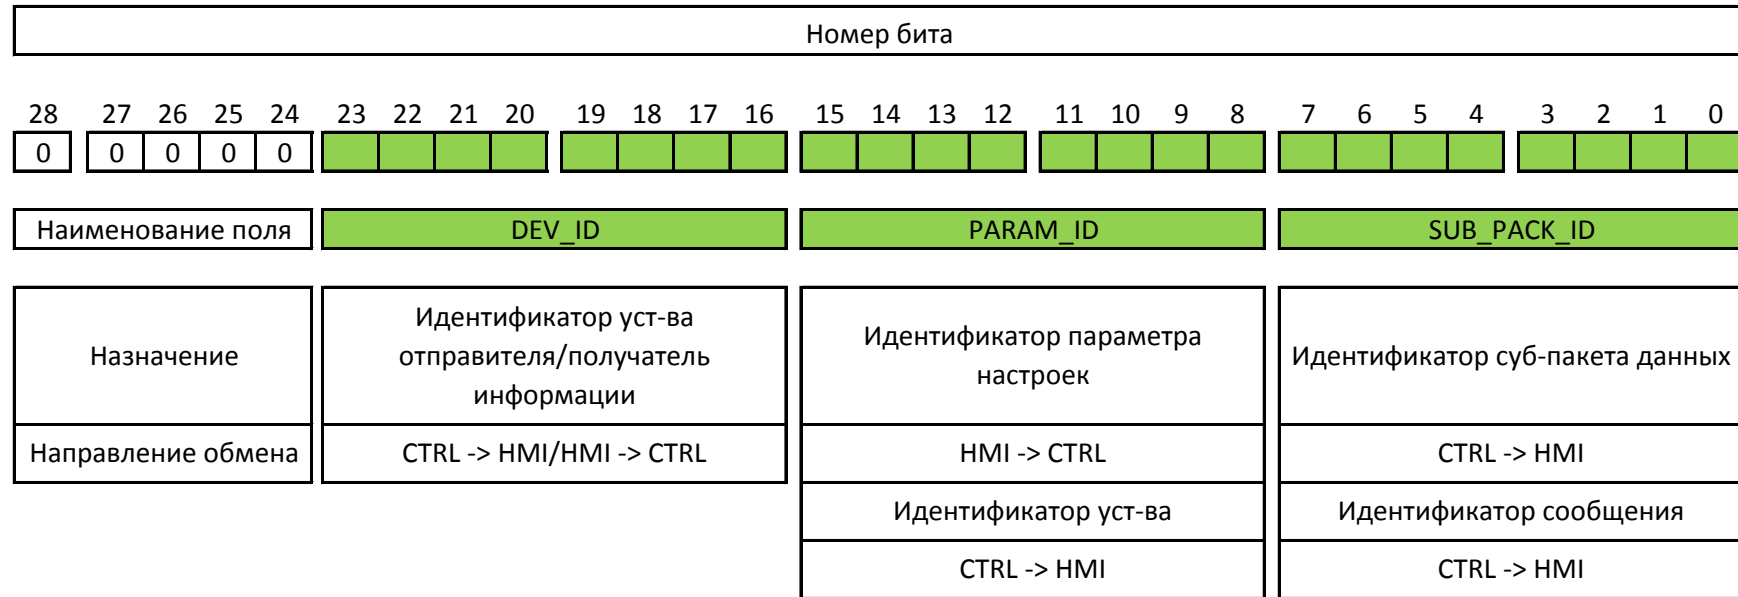 Номер бита
28 27 26 25 24 23 22 21 20 19 18 17 16 15 14 13 12 11 10 9 8 7 6 5 4 3 2 1 0
0 0 0 0 0
Наименование поля DEV_ID PARAM_ID SUB_PACK_ID
Назначение
Идентификатор уст-ва
отправителя/получатель
информации
Идентификатор параметра
настроек
Идентификатор суб-пакета данных
Направление обмена CTRL -> HMI/HMI -> CTRL HMI -> CTRL CTRL -> HMI
Идентификатор уст-ва Идентификатор сообщения
CTRL -> HMI CTRL -> HMI